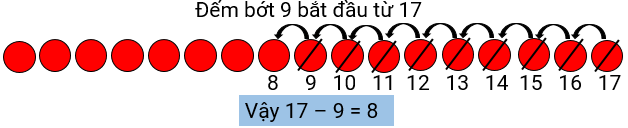 Đếm bớt 9 bắt đầu từ 17
8 9 10 11 12 13 14 15 16 17
Vậy 17 – 9 = 8